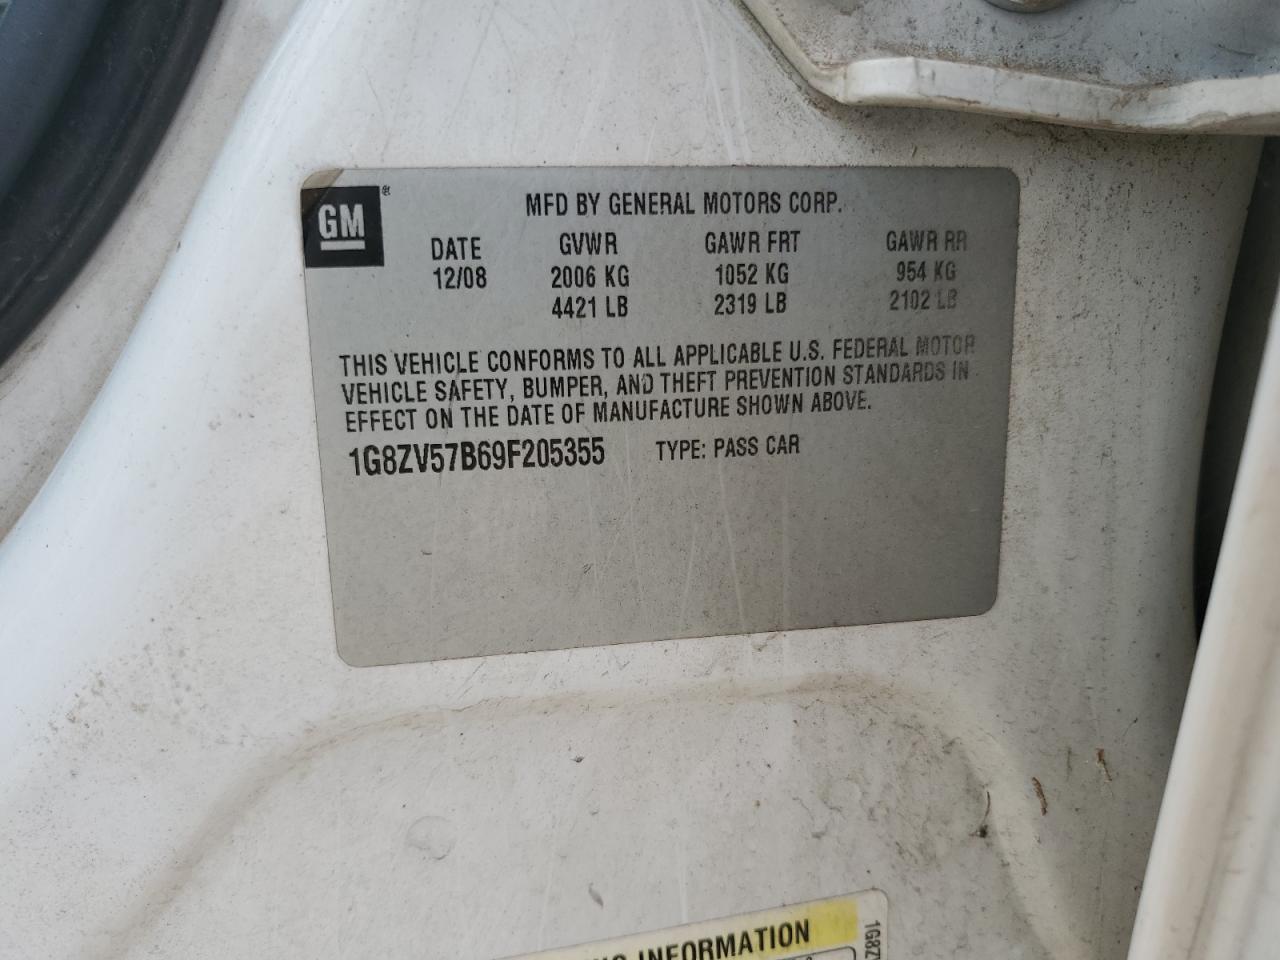 GM®
MFD BY GENERAL MOTORS CORP.
DATE GVWR GAWR FRT GAWR RR
12/08 2006 KG 1052 KG 954 KG
4421 LB 2319 LB 2102 LB
THIS VEHICLE CONFORMS TO ALL APPLICABLE U.S. FEDERAL MOTOR
VEHICLE SAFETY, BUMPER, AND THEFT PREVENTION STANDARDS IN
EFFECT ON THE DATE OF MANUFACTURE SHOWN ABOVE.
1G8ZV57B69F205355 TYPE: PASS CAR
INFORMATION
1G8Z